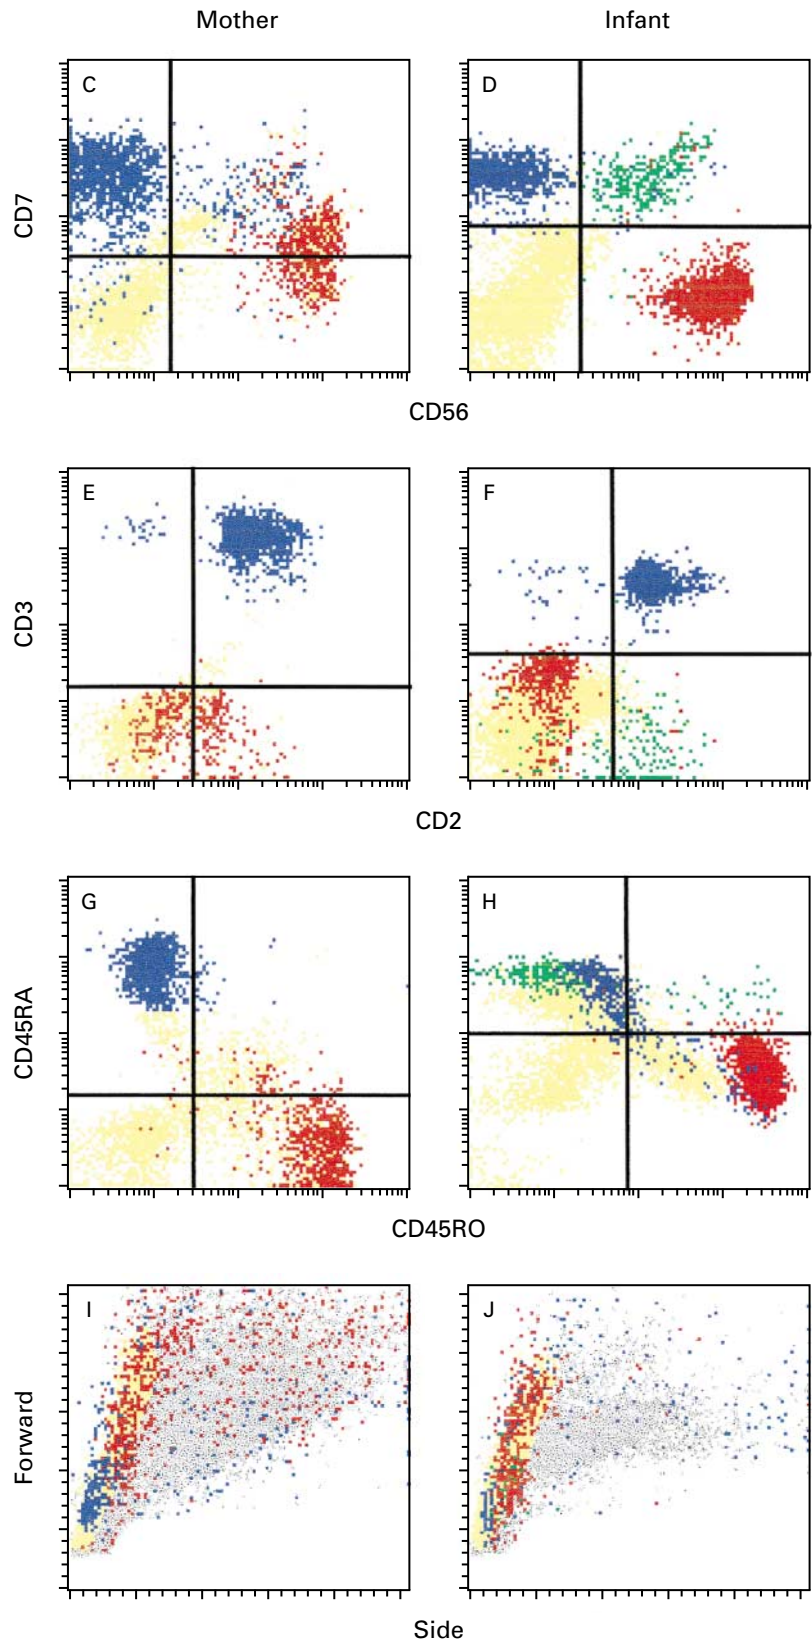 Mother Infant
C D
CD7
CD56
E F
CD3
CD2
G H
CD45RA
CD45RO
I J
Forward
Side